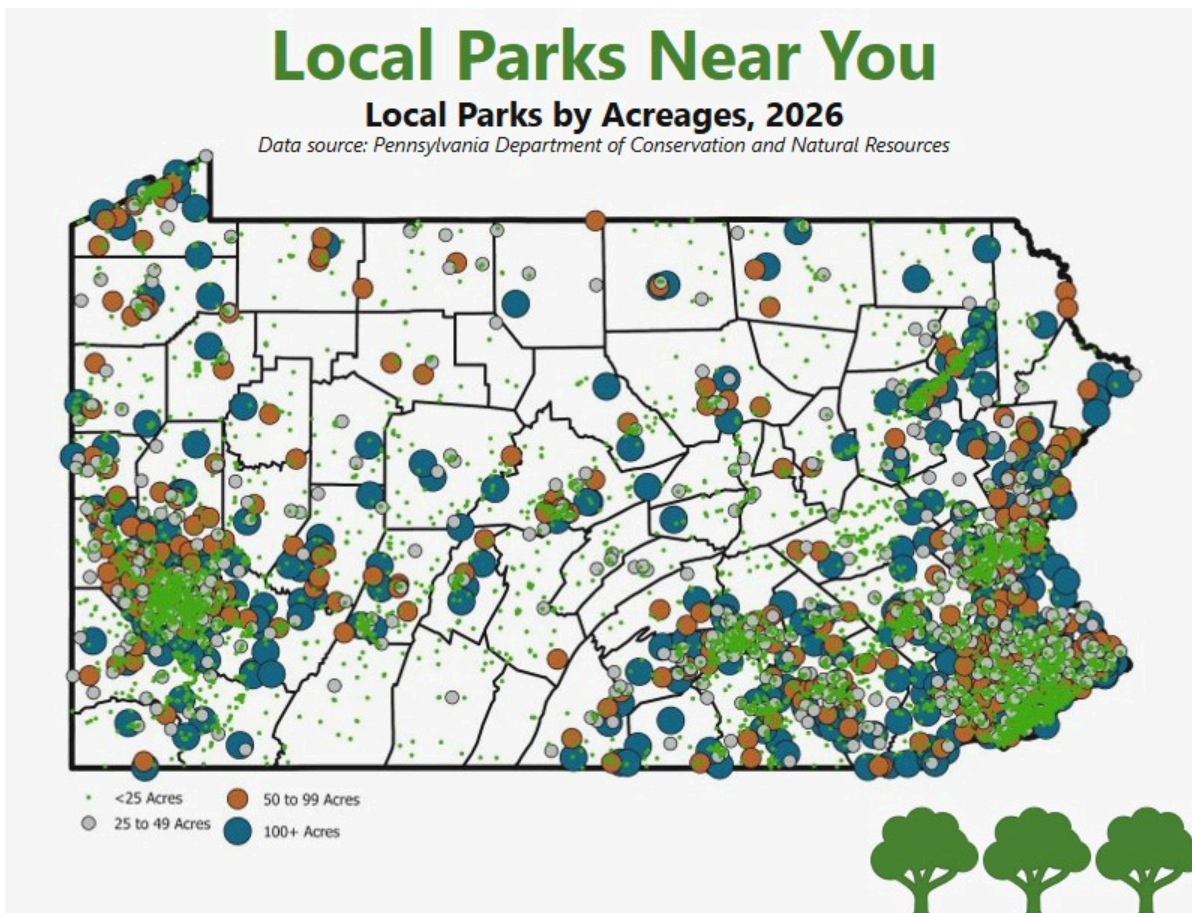 Local Parks Near You
Local Parks by Acreages, 2026
Data source: Pennsylvania Department of Conservation and Natural Resources
<25 Acres
50 to 99 Acres
25 to 49 Acres
100+ Acres